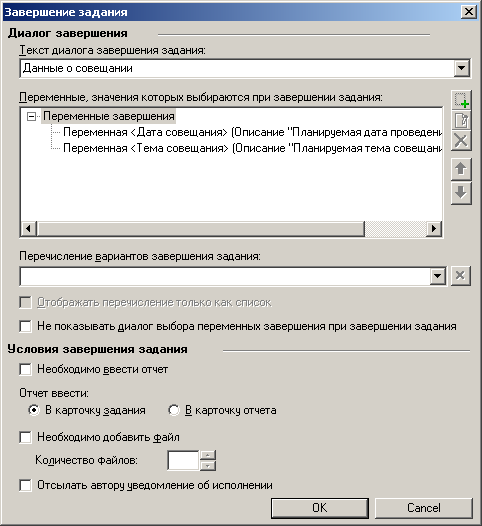 Завершение задания
Диалог завершения
Текст диалога завершения задания:
Данные о совещании
Переменные, значения которых выбираются при завершении задания:
Переменные завершения
Переменная <Дата совещания> (Описание "Планируемая дата проведен
Переменная <Тема совещания> (Описание "Планируемая тема совещан
Перечисление вариантов завершения задания:
Отображать перечисление только как список
Не показывать диалог выбора переменных завершения при завершении задания
Условия завершения задания
Необходимо ввести отчет
Отчет ввести:
В карточку задания В карточку отчета
Необходимо добавить файл
Количество файлов:
Отсылать автору уведомление об исполнении
OK Cancel